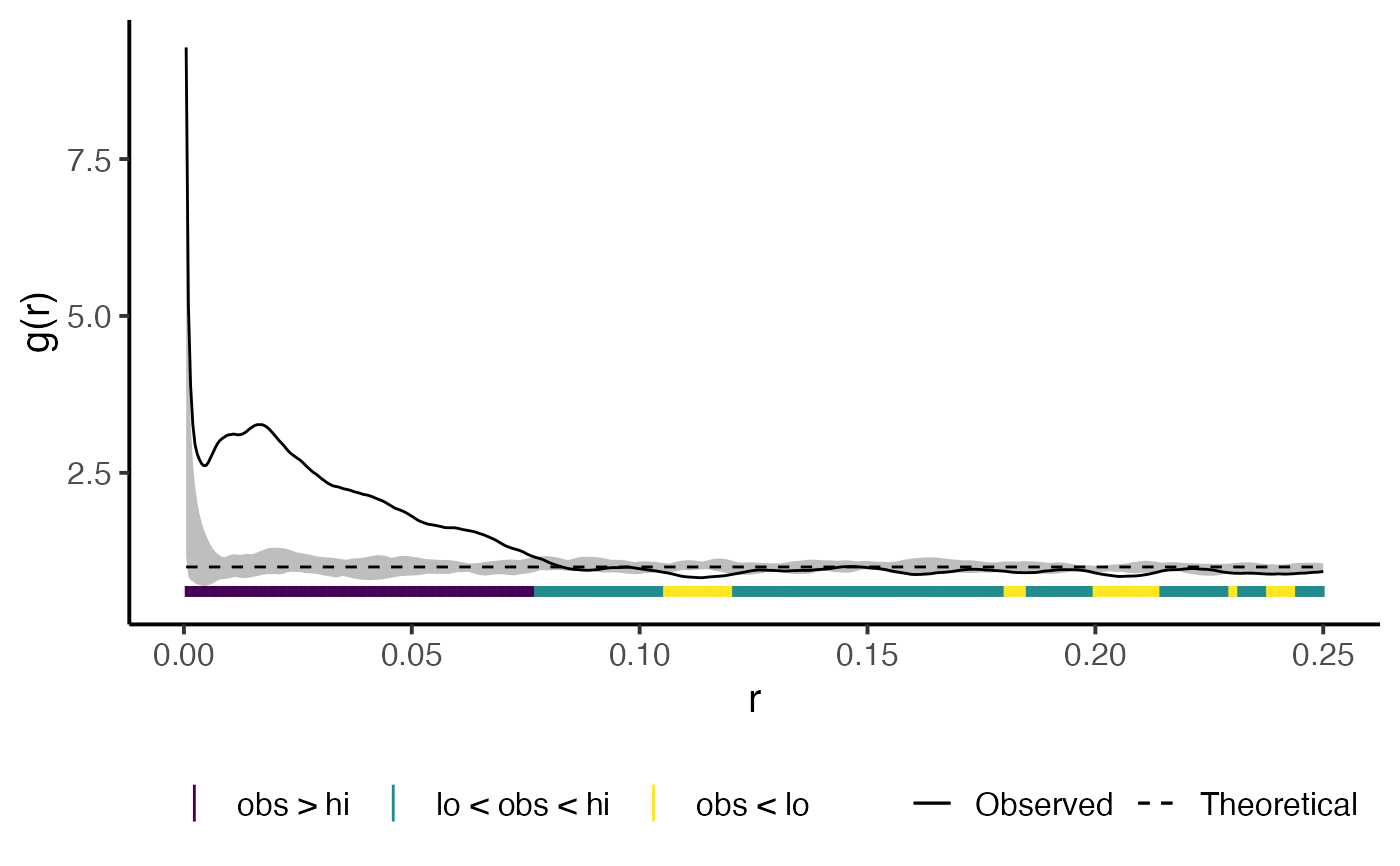 g(r)
7.5
5.0
2.5
0.00 0.05 0.10 0.15 0.20 0.25
r
obs > hi lo < obs < hi obs < lo Observed Theoretical